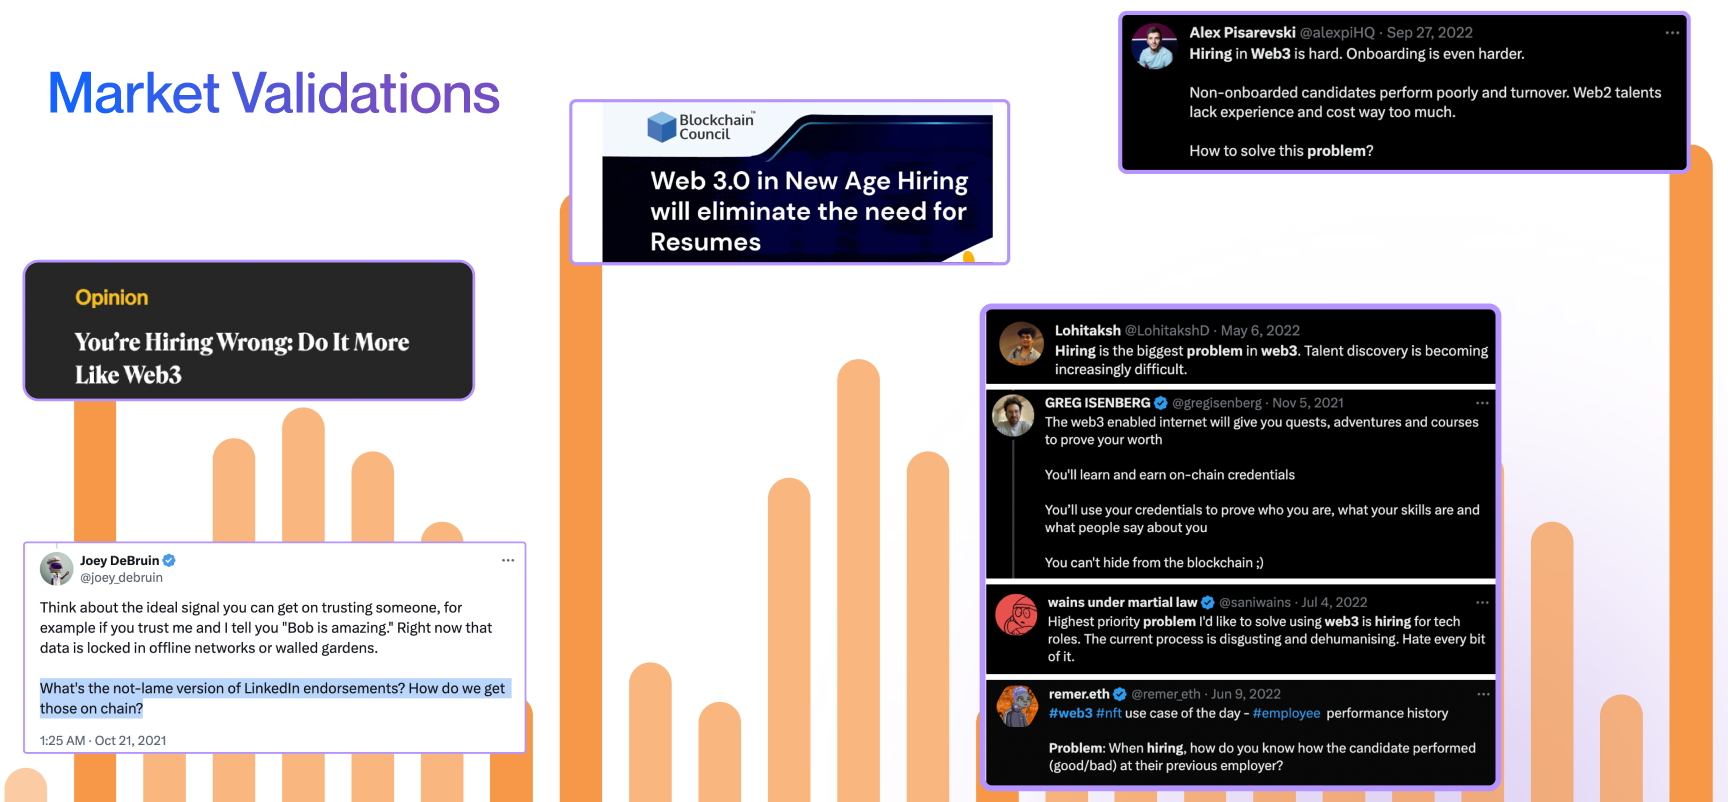 Market Validations
Opinion
You're Hiring Wrong: Do It More
Like Web3
Joey DeBruin
@joey_debruin
Think about the ideal signal you can get on trusting someone, for
example if you trust me and I tell you "Bob is amazing." Right now that
data is locked in offline networks or walled gardens.
What's the not-lame version of LinkedIn endorsements? How do we get
those on chain?
1:25 AM · Oct 21, 2021
Blockchain
Council™
Web 3.0 in New Age Hiring
will eliminate the need for
Resumes
Alex Pisarevski @alexpiHQ · Sep 27, 2022
Hiring in Web3 is hard. Onboarding is even harder.
Non-onboarded candidates perform poorly and turnover. Web2 talents
lack experience and cost way too much.
How to solve this problem?
Lohitaksh @LohitakshD · May 6, 2022
Hiring is the biggest problem in web3. Talent discovery is becoming
increasingly difficult.
GREG ISENBERG @gregisenberg · Nov 5, 2021
The web3 enabled internet will give you quests, adventures and courses
to prove your worth
You'll learn and earn on-chain credentials
You'll use your credentials to prove who you are, what your skills are and
what people say about you
You can't hide from the blockchain ;)
wains under martial law @saniwains · Jul 4, 2022
Highest priority problem I'd like to solve using web3 is hiring for tech
roles. The current process is disgusting and dehumanising. Hate every bit
of it.
remer.eth @remer_eth · Jun 9, 2022
#web3 #nft use case of the day - #employee performance history
Problem: When hiring, how do you know how the candidate performed
(good/bad) at their previous employer?